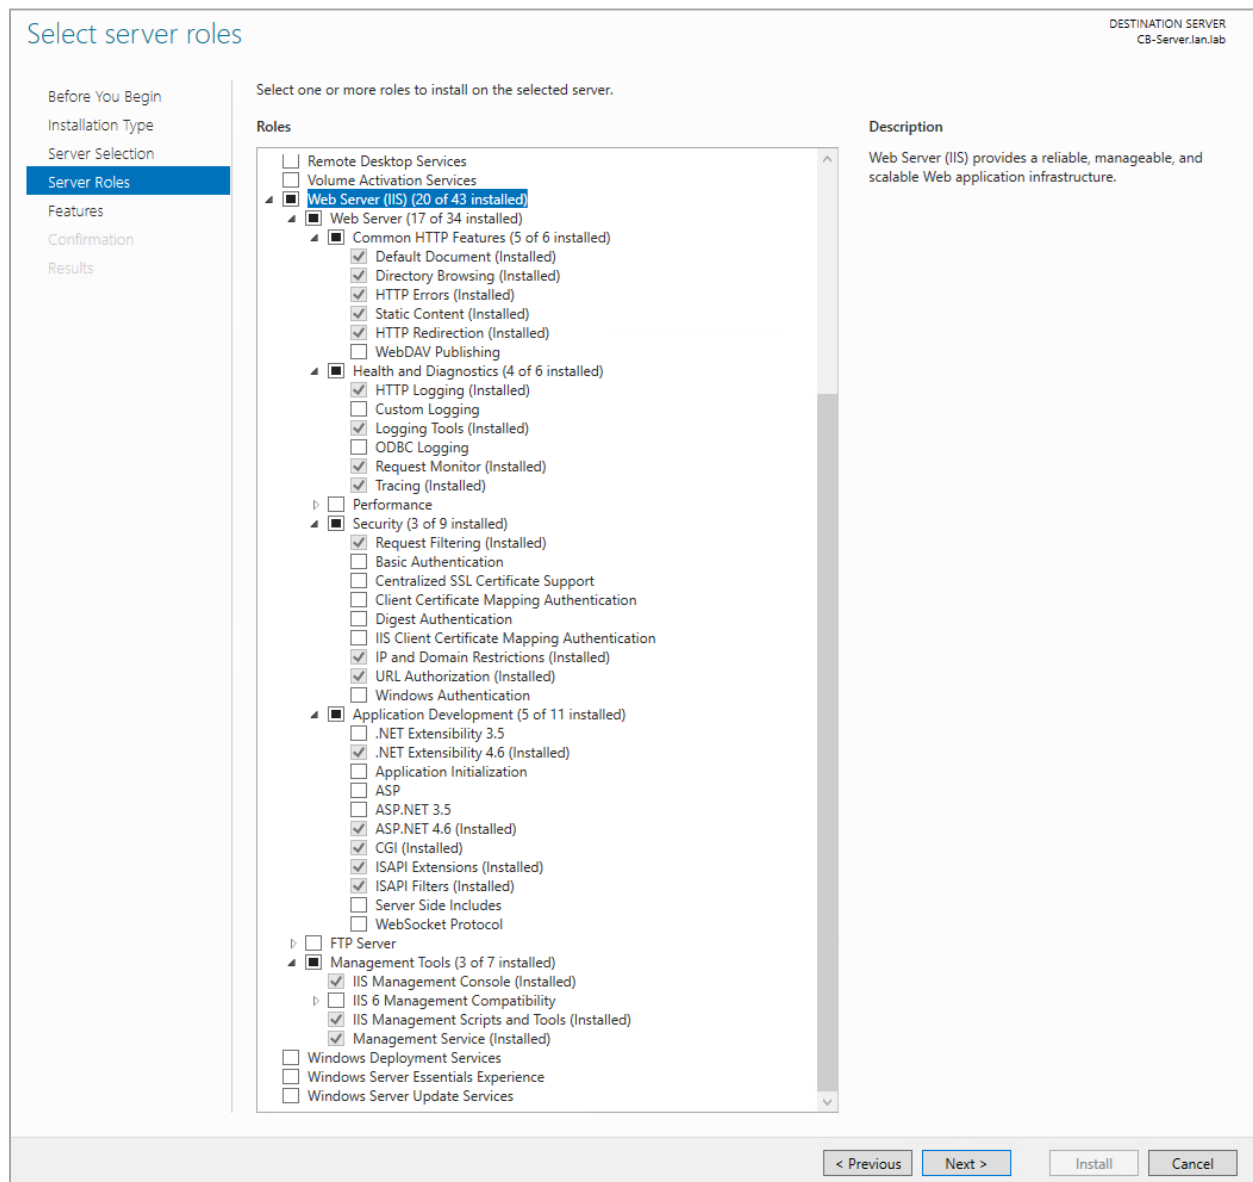 Select server roles
DESTINATION SERVER
CB-Server.lan.lab
Before You Begin
Installation Type
Server Selection
Server Roles
Features
Confirmation
Results
Select one or more roles to install on the selected server.
Roles
Remote Desktop Services
Volume Activation Services
Web Server (IIS) (20 of 43 installed)
Web Server (17 of 34 installed)
Common HTTP Features (5 of 6 installed)
Default Document (Installed)
Directory Browsing (Installed)
HTTP Errors (Installed)
Static Content (Installed)
HTTP Redirection (Installed)
WebDAV Publishing
Health and Diagnostics (4 of 6 installed)
HTTP Logging (Installed)
Custom Logging
Logging Tools (Installed)
ODBC Logging
Request Monitor (Installed)
Tracing (Installed)
Performance
Security (3 of 9 installed)
Request Filtering (Installed)
Basic Authentication
Centralized SSL Certificate Support
Client Certificate Mapping Authentication
Digest Authentication
IIS Client Certificate Mapping Authentication
IP and Domain Restrictions (Installed)
URL Authorization (Installed)
Windows Authentication
Application Development (5 of 11 installed)
.NET Extensibility 3.5
.NET Extensibility 4.6 (Installed)
Application Initialization
ASP
ASP.NET 3.5
ASP.NET 4.6 (Installed)
CGI (Installed)
ISAPI Extensions (Installed)
ISAPI Filters (Installed)
Server Side Includes
WebSocket Protocol
FTP Server
Management Tools (3 of 7 installed)
IIS Management Console (Installed)
IIS 6 Management Compatibility
IIS Management Scripts and Tools (Installed)
Management Service (Installed)
Windows Deployment Services
Windows Server Essentials Experience
Windows Server Update Services
Description
Web Server (IIS) provides a reliable, manageable, and
scalable Web application infrastructure.
< Previous
Next >
Install
Cancel